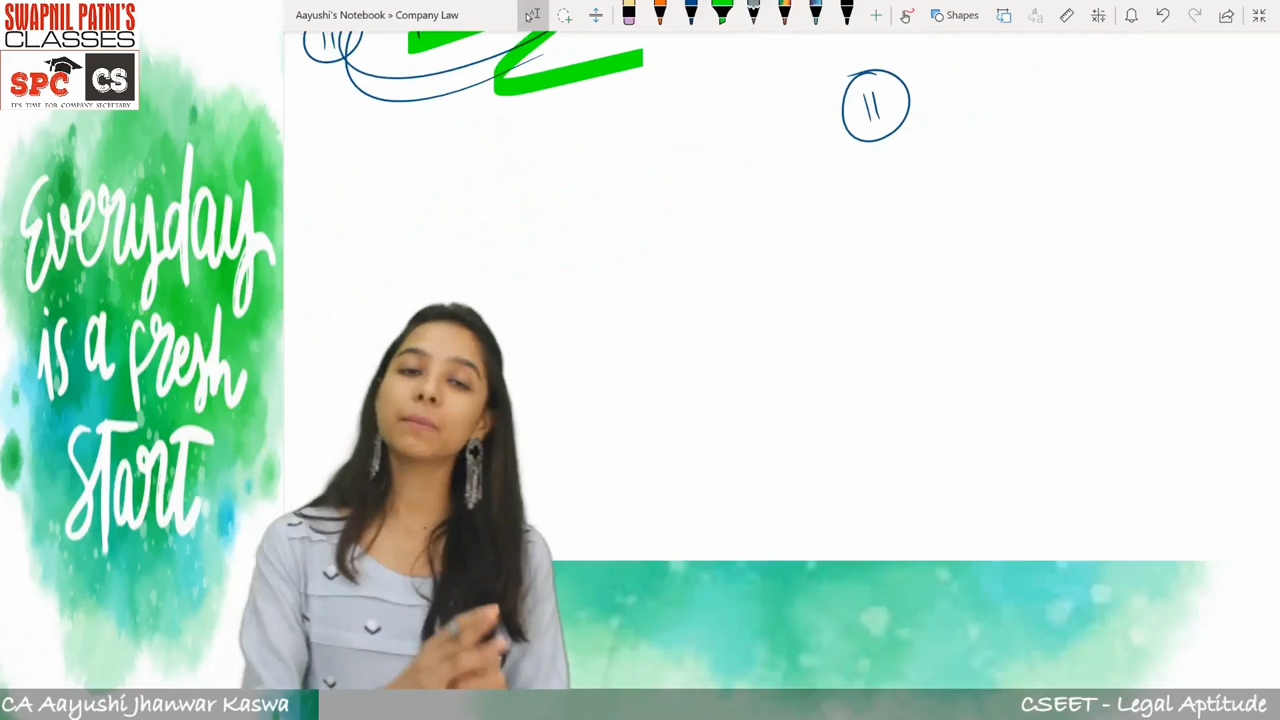 SWAPNIL PATNI'S
CLASSES
SPC CS
IT'S TIME FOR COMPANY SECRETARY
Aayushi's Notebook » Company Law
Shapes
11
11
Everyday
is a fresh
Start
CA Aayushi Jhanwar Kaswa
CSEET - Legal Aptitude